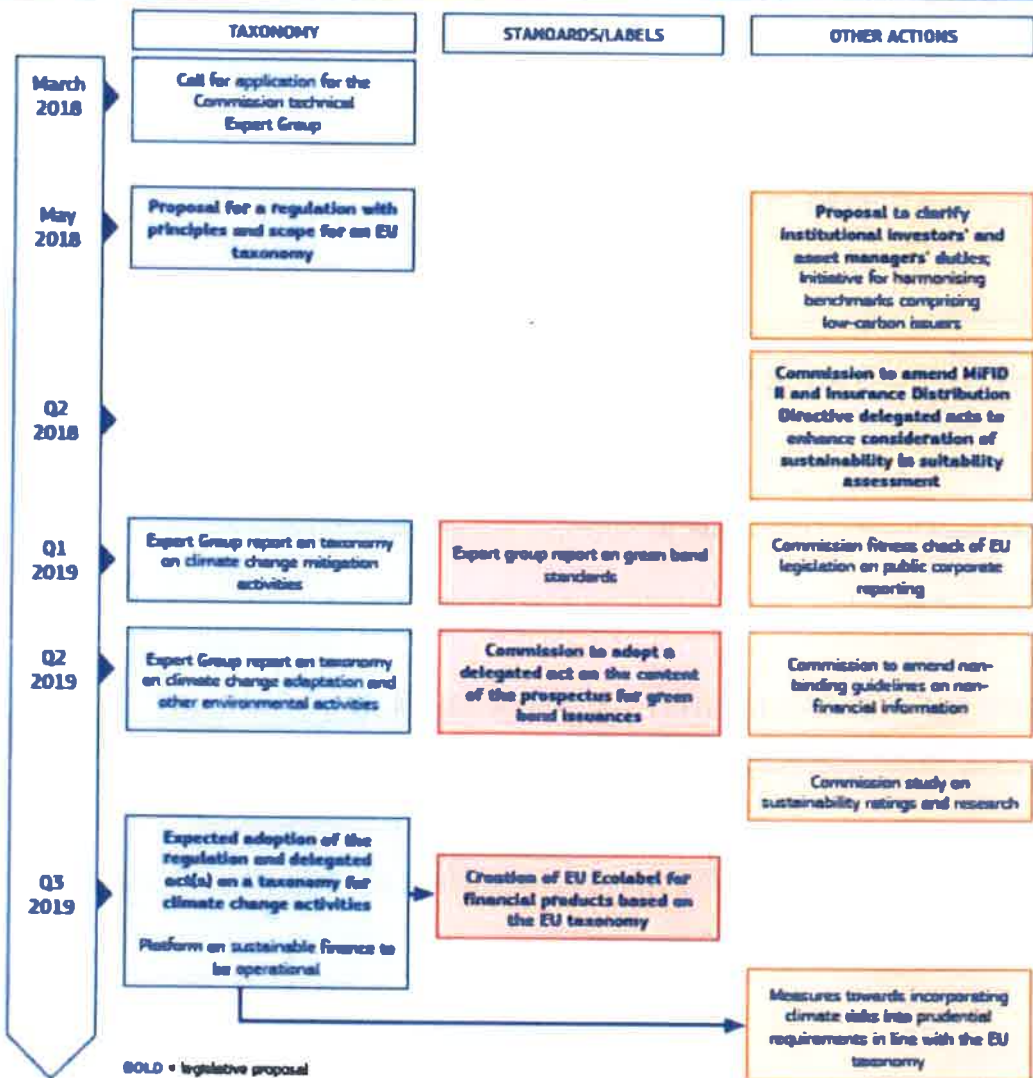 TAXONOMY
STANDARDS/LABELS
OTHER ACTIONS
March
2018
Call for application for the
Commission technical
Expert Group
May
2018
Proposal for a regulation with
principles and scope for an EU
taxonomy
Proposal to clarify
institutional investors' and
asset managers' duties;
Initiative for harmonising
benchmarks comprising
low-carbon issuers
Q2
2018
Commission to amend MiFID
II and Insurance Distribution
Directive delegated acts to
enhance consideration of
sustainability in suitability
assessment
Q1
2019
Expert Group report on taxonomy
on climate change mitigation
activities
Expert group report on green bond
standards
Commission fitness check of EU
legislation on public corporate
reporting
Q2
2019
Expert Group report on taxonomy
on climate change adaptation and
other environmental activities
Commission to adopt a
delegated act on the content
of the prospectus for green
bond issuances
Commission to amend non-
binding guidelines on non-
financial information
Commission study on
sustainability ratings and research
Q3
2019
Expected adoption of the
regulation and delegated
act(s) on a taxonomy for
climate change activities
Platform on sustainable finance to
be operational
Creation of EU Ecolabel for
financial products based on
the EU taxonomy
Measures towards incorporating
climate risks into prudential
requirements in line with the EU
taxonomy
BOLD = legislative proposal